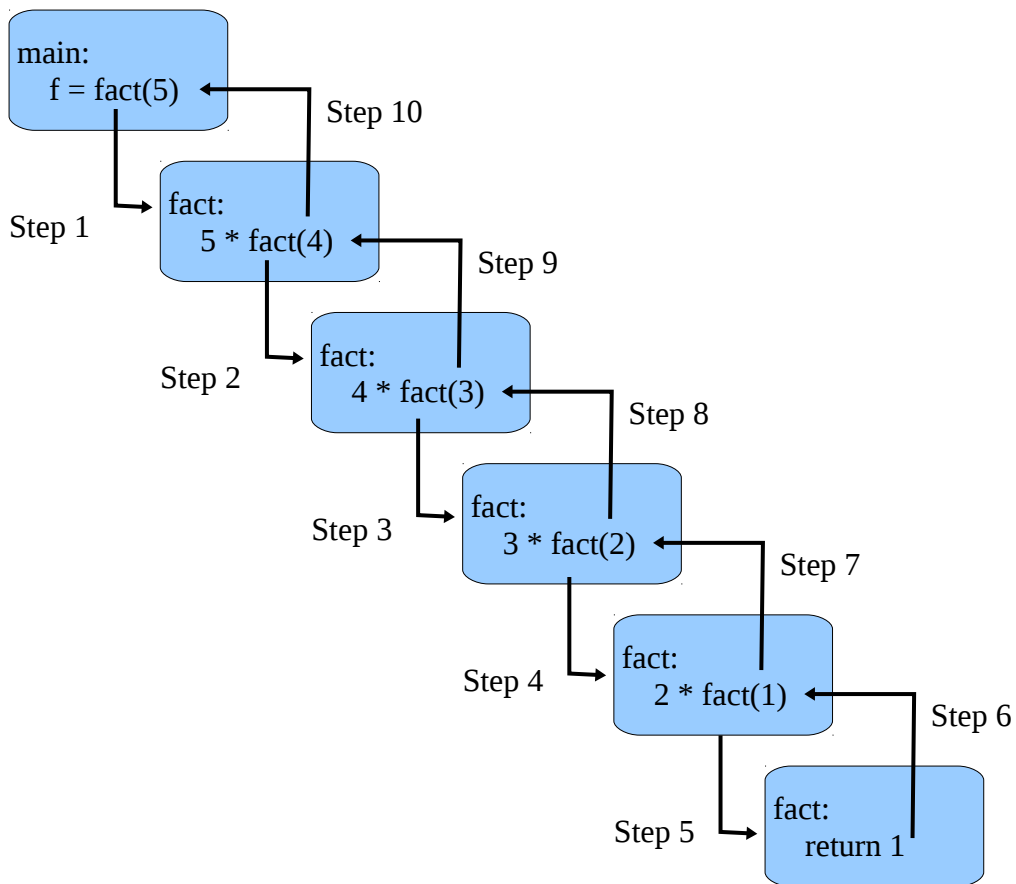 main:
f = fact(5)
Step 10
Step 1
fact:
5 * fact(4)
Step 9
Step 2
fact:
4 * fact(3)
Step 8
Step 3
fact:
3 * fact(2)
Step 7
Step 4
fact:
2 * fact(1)
Step 6
Step 5
fact:
return 1